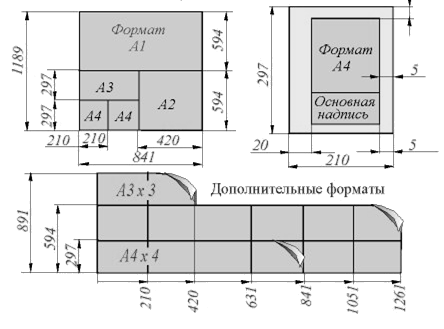 Формат
А1
1189
594
297
А3
297
А4
А4
А2
594
210
210
420
841
297
Формат
А4
5
Основная
надпись
20
210
5
А3 х 3
Дополнительные форматы
891
594
297
А4 х 4
210
420
631
841
1051
1261